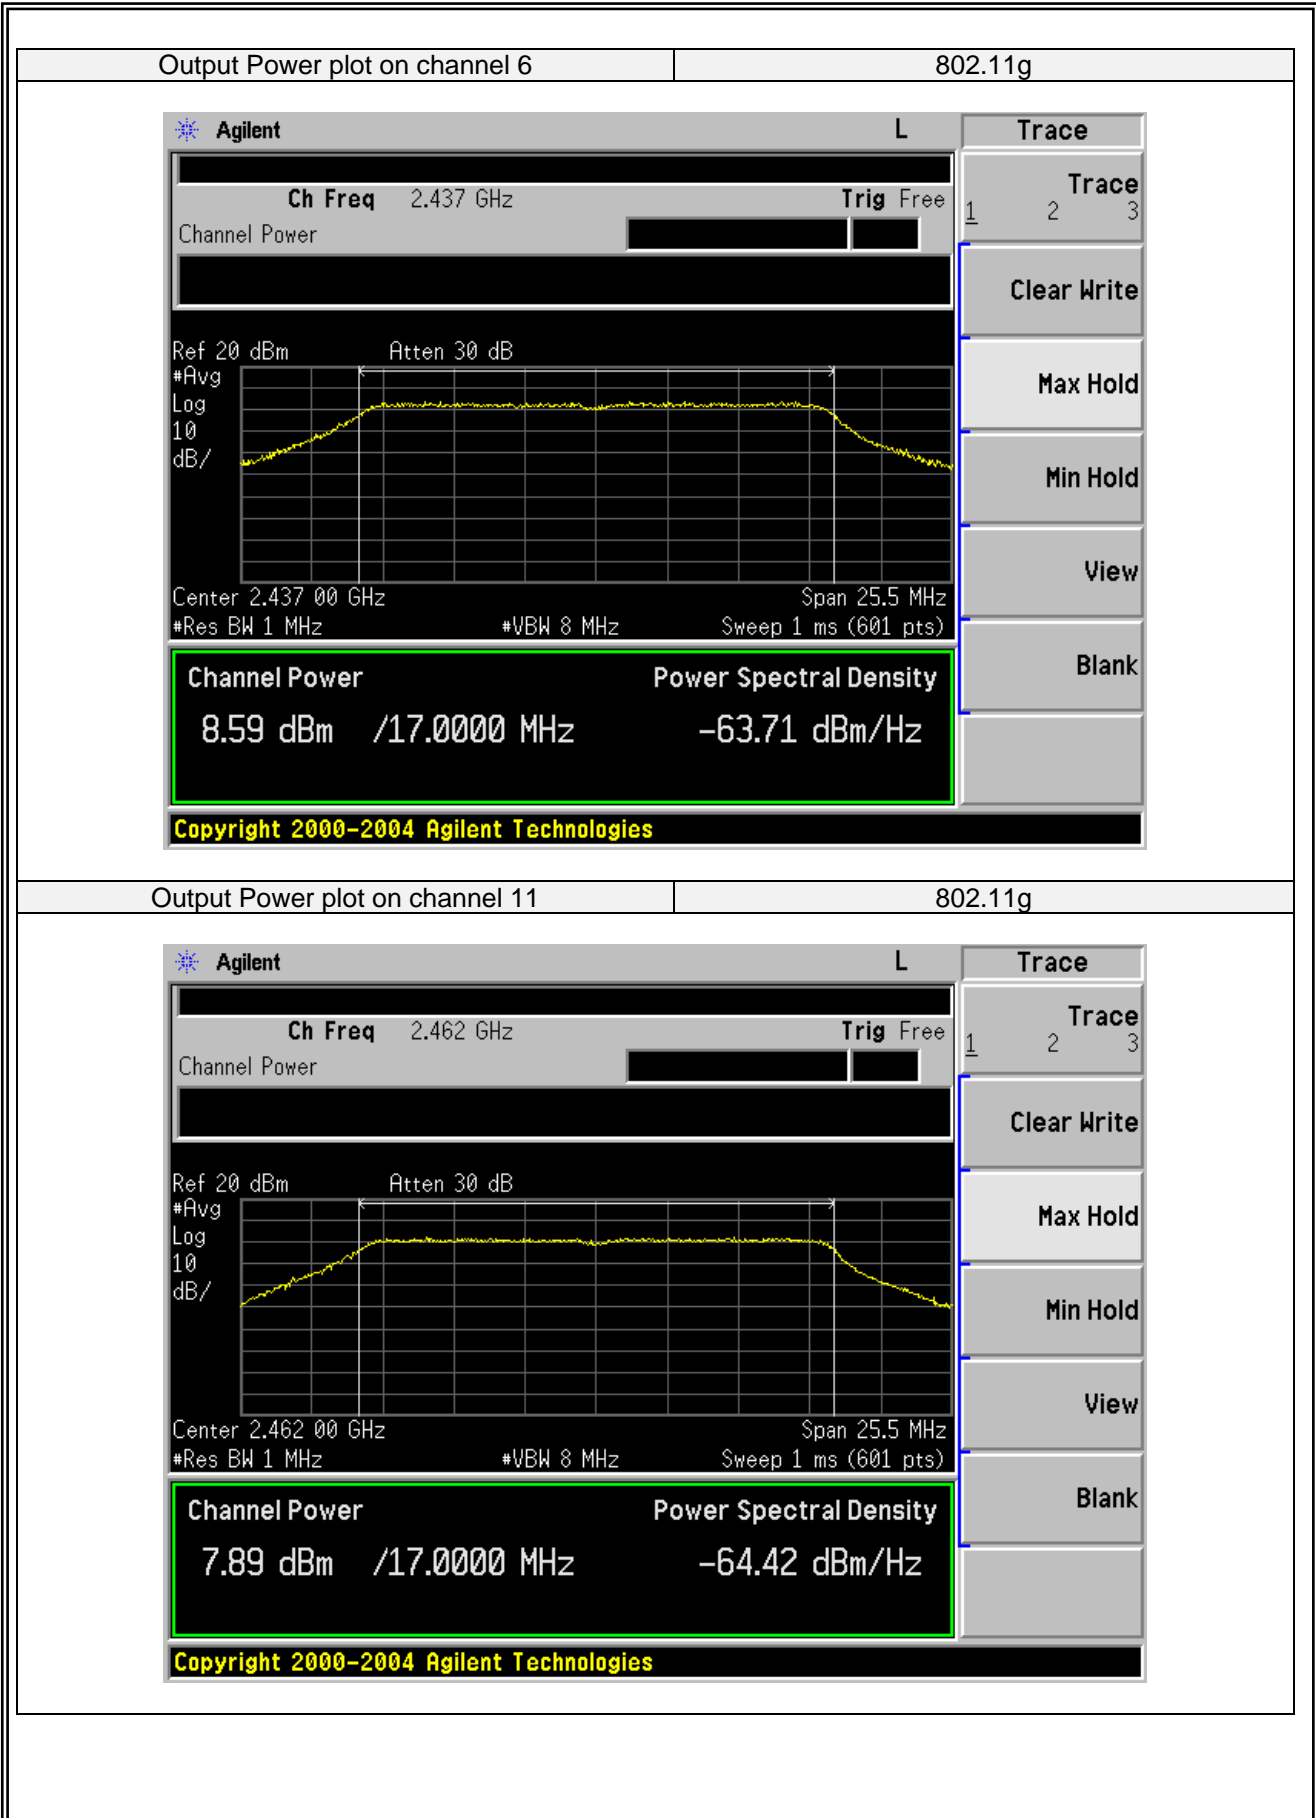 Output Power plot on channel 6 802.11g
Agilent L Trace
Ch Freq 2.437 GHz Trig Free
Channel Power
Trace
1 2 3
Clear Write
Max Hold
Min Hold
View
Blank
Ref 20 dBm Atten 30 dB
#Avg
Log
10
dB/
Center 2.437 00 GHz Span 25.5 MHz
#Res BW 1 MHz #VBW 8 MHz Sweep 1 ms (601 pts)
Channel Power Power Spectral Density
8.59 dBm /17.0000 MHz -63.71 dBm/Hz
Copyright 2000-2004 Agilent Technologies
Output Power plot on channel 11 802.11g
Agilent L Trace
Ch Freq 2.462 GHz Trig Free
Channel Power
Trace
1 2 3
Clear Write
Max Hold
Min Hold
View
Blank
Ref 20 dBm Atten 30 dB
#Avg
Log
10
dB/
Center 2.462 00 GHz Span 25.5 MHz
#Res BW 1 MHz #VBW 8 MHz Sweep 1 ms (601 pts)
Channel Power Power Spectral Density
7.89 dBm /17.0000 MHz -64.42 dBm/Hz
Copyright 2000-2004 Agilent Technologies